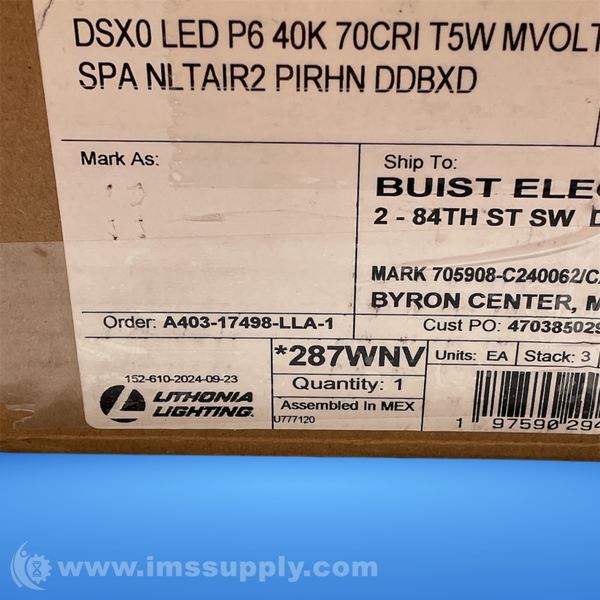 DSX0 LED P6 40K 70CRI T5W MVOLT
SPA NLTAIR2 PIRHN DDBXD
Mark As:
Ship To:
BUIST ELE
2 - 84TH ST SW
MARK 705908-C240062/C
BYRON CENTER, M
Order: A403-17498-LLA-1
Cust PO: 470385029
*287WNV
Units: EA
Stack: 3
152-610-2024-09-23
Quantity: 1
LITHONIA
LIGHTING.
Assembled In MEX
U777120
1 97590 294
www.imssupply.com